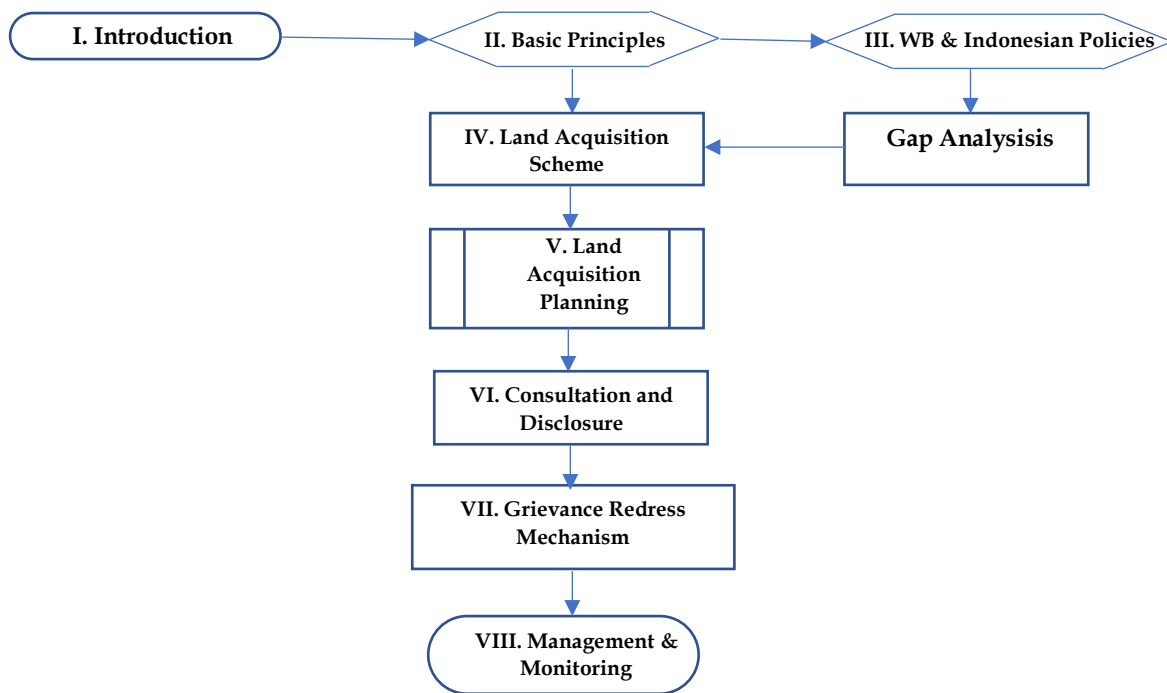 I. Introduction
II. Basic Principles
III. WB & Indonesian Policies
IV. Land Acquisition
Scheme
Gap Analysisis
V. Land
Acquisition
Planning
VI. Consultation and
Disclosure
VII. Grievance Redress
Mechanism
VIII. Management &
Monitoring